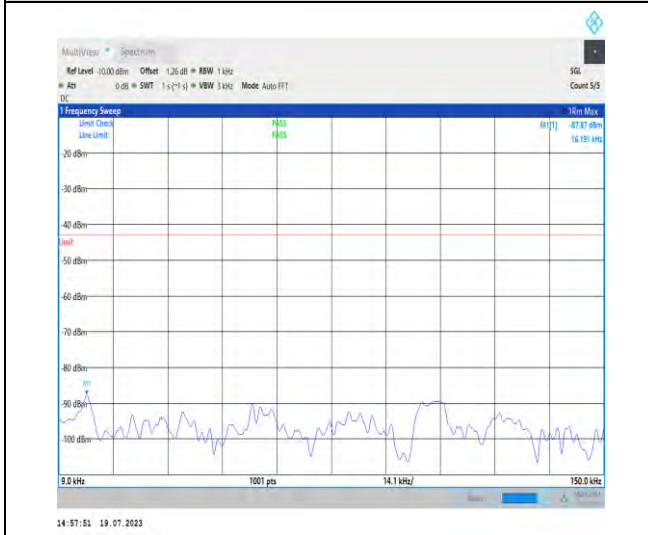 MultiView Spectrum
Ref Level -10.00 dBm Offset 1.26 dB RBW 1 kHz SGL
Att 0 dB SWT 1 s (~1 s) VBW 3 kHz Mode Auto FFT Count 5/5
DC
1 Frequency Sweep 1Rm Max
Limit Check PASS M1[1] -87.87 dBm
Line Limit PASS 16.191 kHz
-20 dBm
-30 dBm
-40 dBm
Limit
-50 dBm
-60 dBm
-70 dBm
-80 dBm
M1
-90 dBm
-100 dBm
9.0 kHz 1001 pts 14.1 kHz/ 150.0 kHz
14:57:51 19.07.2023